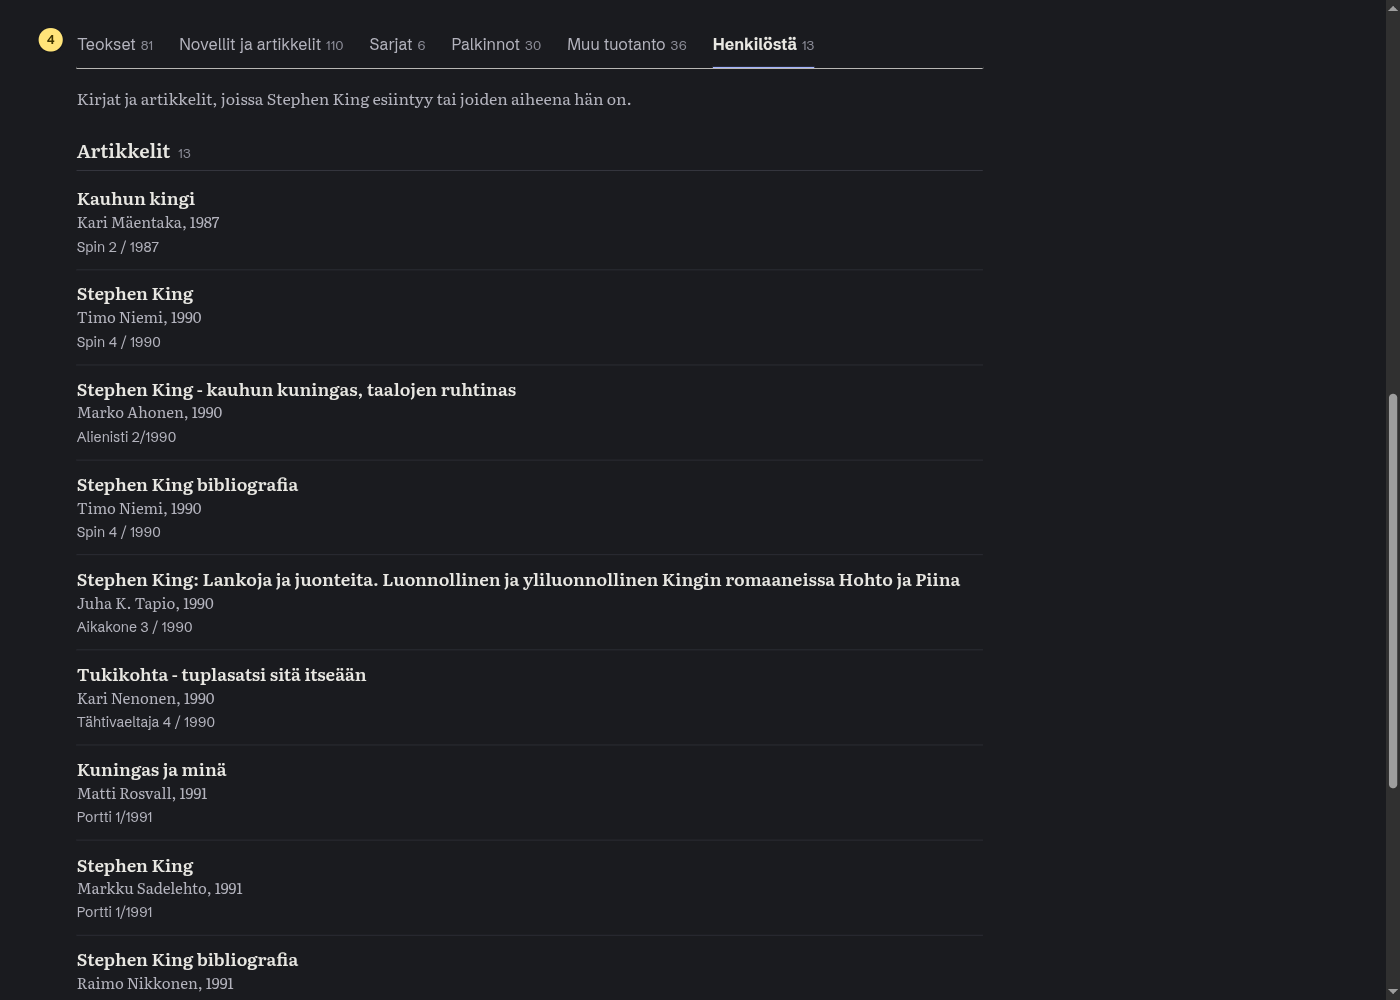 4
Teokset 81 Novellit ja artikkelit 110 Sarjat 6 Palkinnot 30 Muu tuotanto 36 Henkilöstä 13
Kirjat ja artikkelit, joissa Stephen King esiintyy tai joiden aiheena hän on.
Artikkelit 13
Kauhun kingi
Kari Mäentaka, 1987
Spin 2 / 1987
Stephen King
Timo Niemi, 1990
Spin 4 / 1990
Stephen King - kauhun kuningas, taalojen ruhtinas
Marko Ahonen, 1990
Alienisti 2/1990
Stephen King bibliografia
Timo Niemi, 1990
Spin 4 / 1990
Stephen King: Lankoja ja juonteita. Luonnollinen ja yliluonnollinen Kingin romaaneissa Hohto ja Piina
Juha K. Tapio, 1990
Aikakone 3 / 1990
Tukikohta - tuplasatsi sitä itseään
Kari Nenonen, 1990
Tähtivaeltaja 4 / 1990
Kuningas ja minä
Matti Rosvall, 1991
Portti 1/1991
Stephen King
Markku Sadelehto, 1991
Portti 1/1991
Stephen King bibliografia
Raimo Nikkonen, 1991